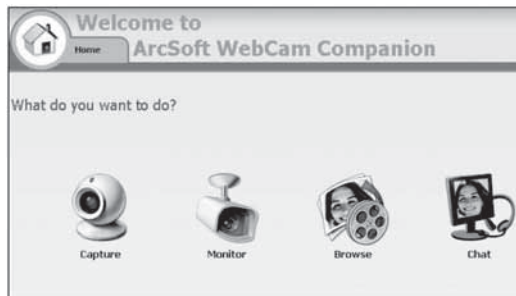 Welcome to
Home ArcSoft WebCam Companion
What do you want to do?
Capture Monitor Browse Chat